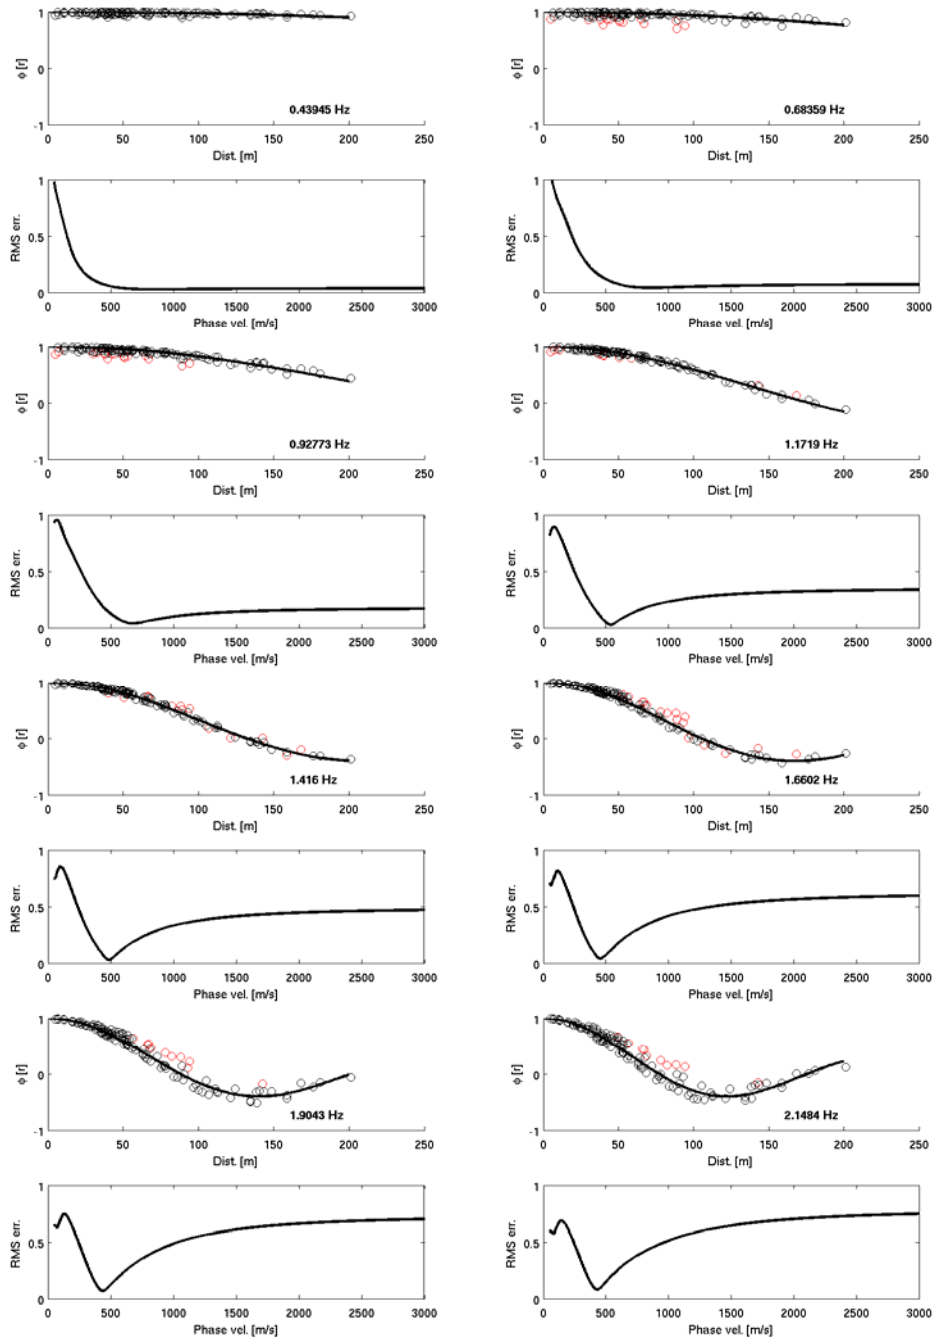 1
0
-1
ϕ [r]
0.43945 Hz
0 50 100 150 200 250
Dist. [m]
1
0
-1
ϕ [r]
0.68359 Hz
0 50 100 150 200 250
Dist. [m]
1
0.5
0
RMS err.
0 500 1000 1500 2000 2500 3000
Phase vel. [m/s]
1
0.5
0
RMS err.
0 500 1000 1500 2000 2500 3000
Phase vel. [m/s]
1
0
-1
ϕ [r]
0.92773 Hz
0 50 100 150 200 250
Dist. [m]
1
0
-1
ϕ [r]
1.1719 Hz
0 50 100 150 200 250
Dist. [m]
1
0.5
0
RMS err.
0 500 1000 1500 2000 2500 3000
Phase vel. [m/s]
1
0.5
0
RMS err.
0 500 1000 1500 2000 2500 3000
Phase vel. [m/s]
1
0
-1
ϕ [r]
1.416 Hz
0 50 100 150 200 250
Dist. [m]
1
0
-1
ϕ [r]
1.6602 Hz
0 50 100 150 200 250
Dist. [m]
1
0.5
0
RMS err.
0 500 1000 1500 2000 2500 3000
Phase vel. [m/s]
1
0.5
0
RMS err.
0 500 1000 1500 2000 2500 3000
Phase vel. [m/s]
1
0
-1
ϕ [r]
1.9043 Hz
0 50 100 150 200 250
Dist. [m]
1
0
-1
ϕ [r]
2.1484 Hz
0 50 100 150 200 250
Dist. [m]
1
0.5
0
RMS err.
0 500 1000 1500 2000 2500 3000
Phase vel. [m/s]
1
0.5
0
RMS err.
0 500 1000 1500 2000 2500 3000
Phase vel. [m/s]